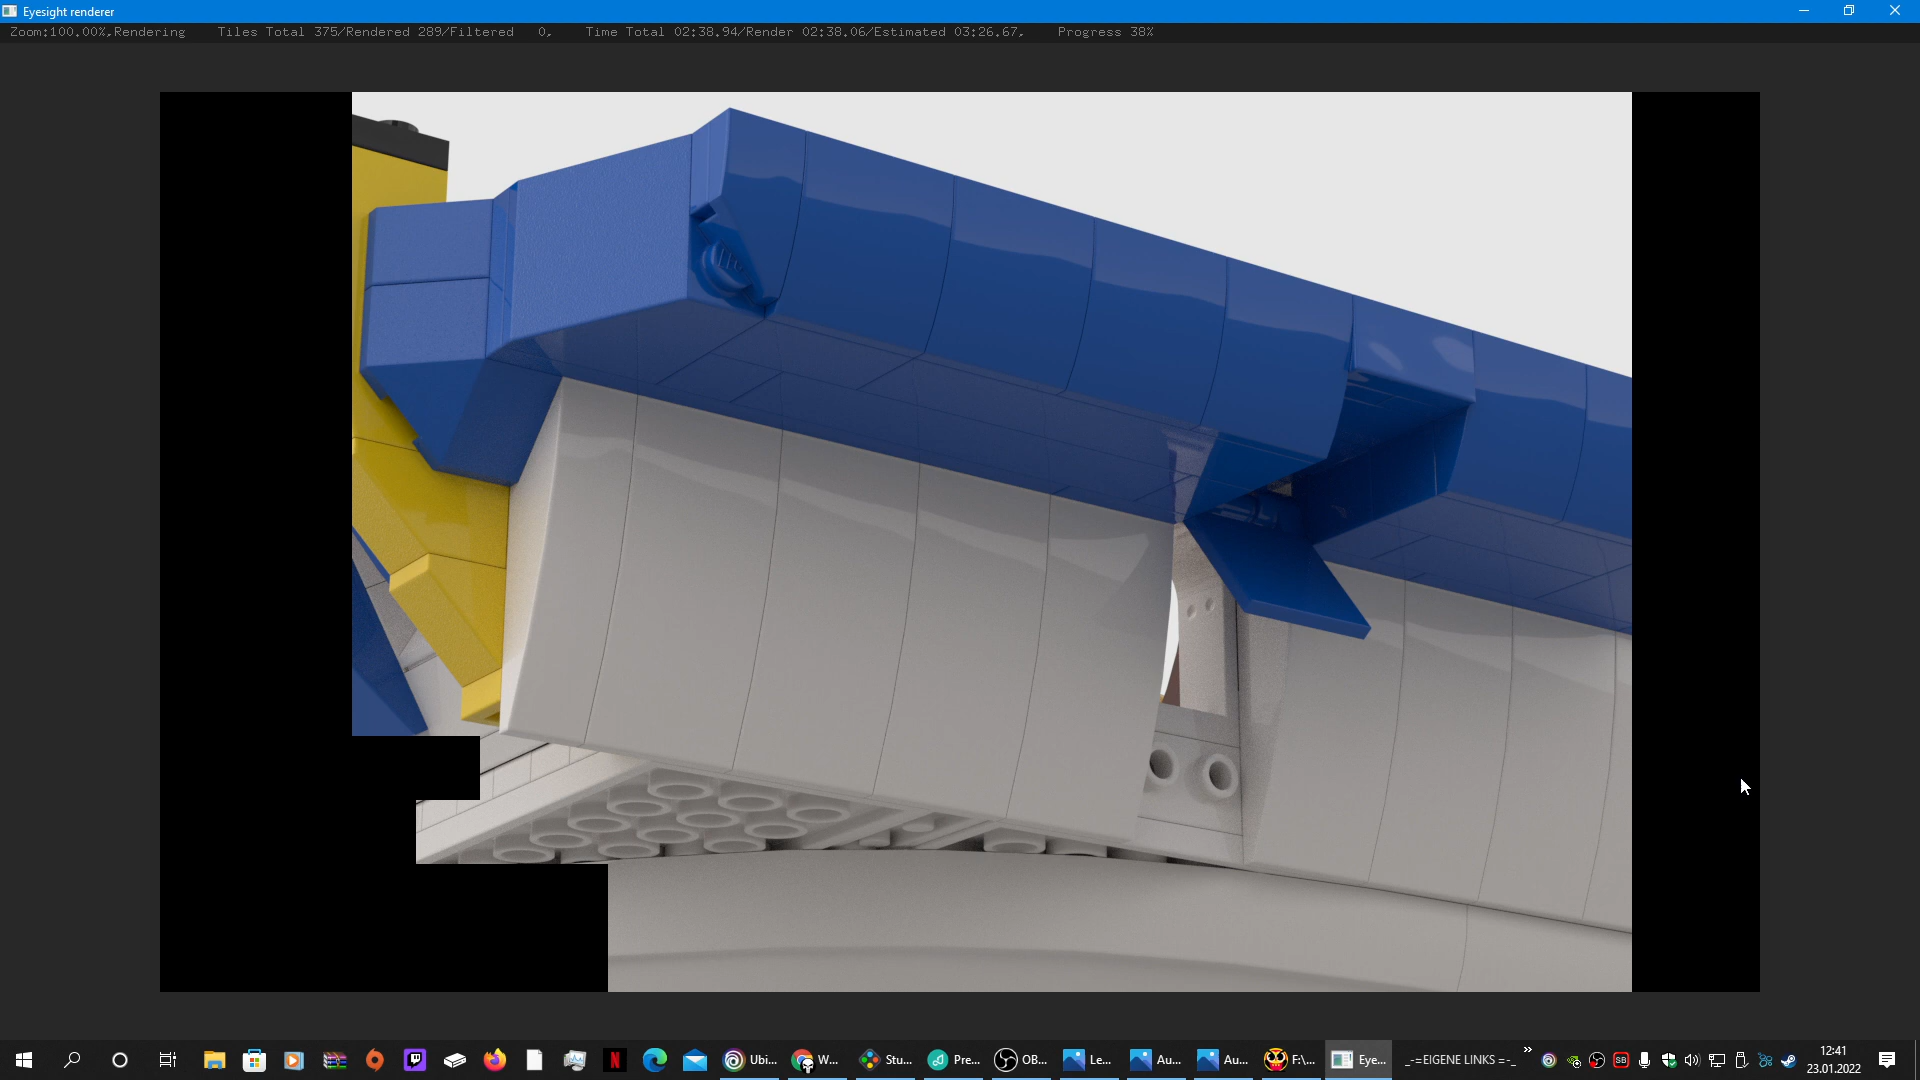 Eyesight renderer
Zoom:100.00%,Rendering Tiles Total 375/Rendered 289/Filtered 0, Time Total 02:38.94/Render 02:38.06/Estimated 03:26.67, Progress 38%
Ubi... W... Stu... Pre... OB... Le... Au... Au... F:\... Eye... _-=EIGENE LINKS =-_ » 12:41
23.01.2022